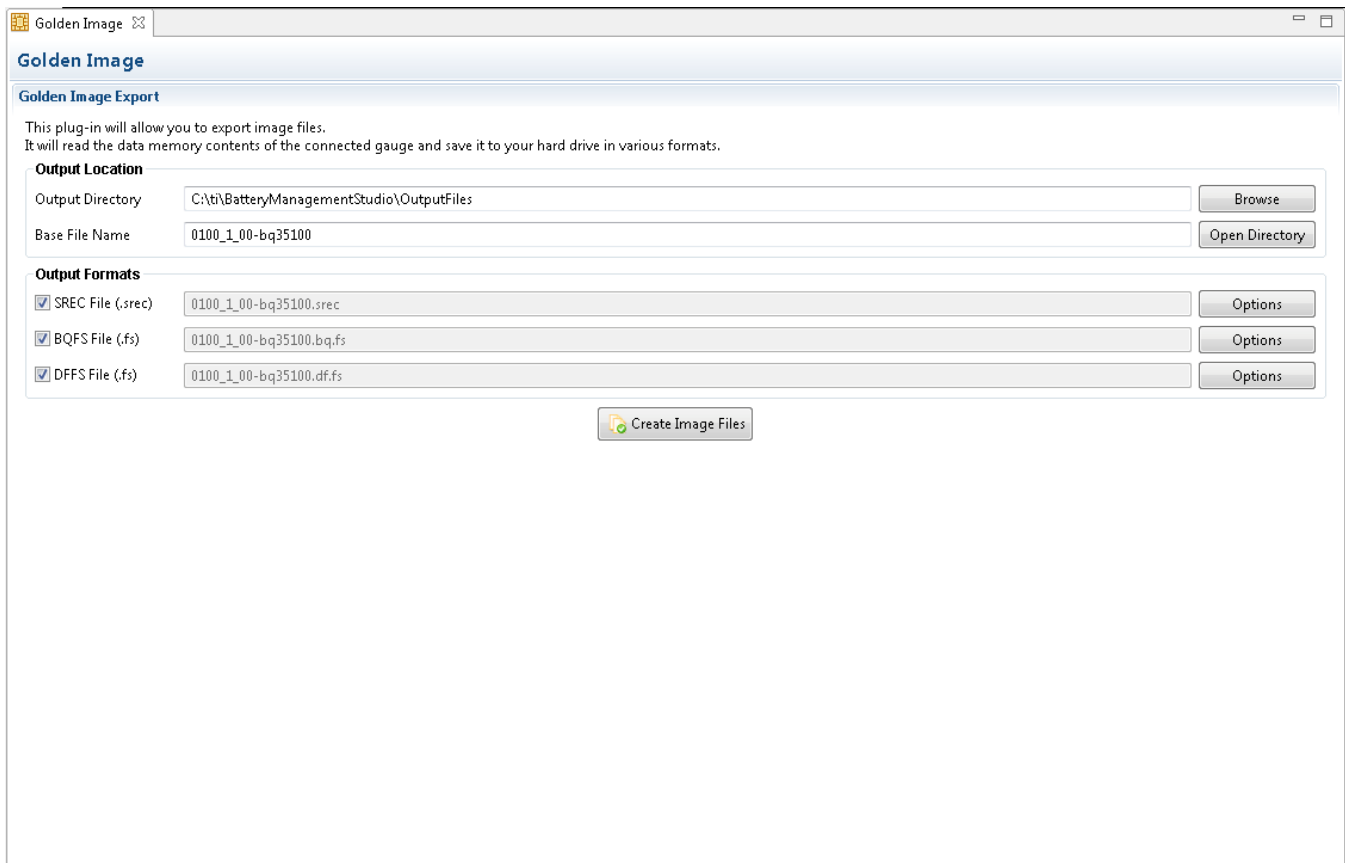 Golden Image
Golden Image
Golden Image Export
This plug-in will allow you to export image files.
It will read the data memory contents of the connected gauge and save it to your hard drive in various formats.
Output Location
Output Directory C:\ti\BatteryManagementStudio\OutputFiles Browse
Base File Name 0100_1_00-bq35100 Open Directory
Output Formats
SREC File (.srec) 0100_1_00-bq35100.srec Options
BQFS File (.fs) 0100_1_00-bq35100.bq.fs Options
DFFS File (.fs) 0100_1_00-bq35100.df.fs Options
Create Image Files